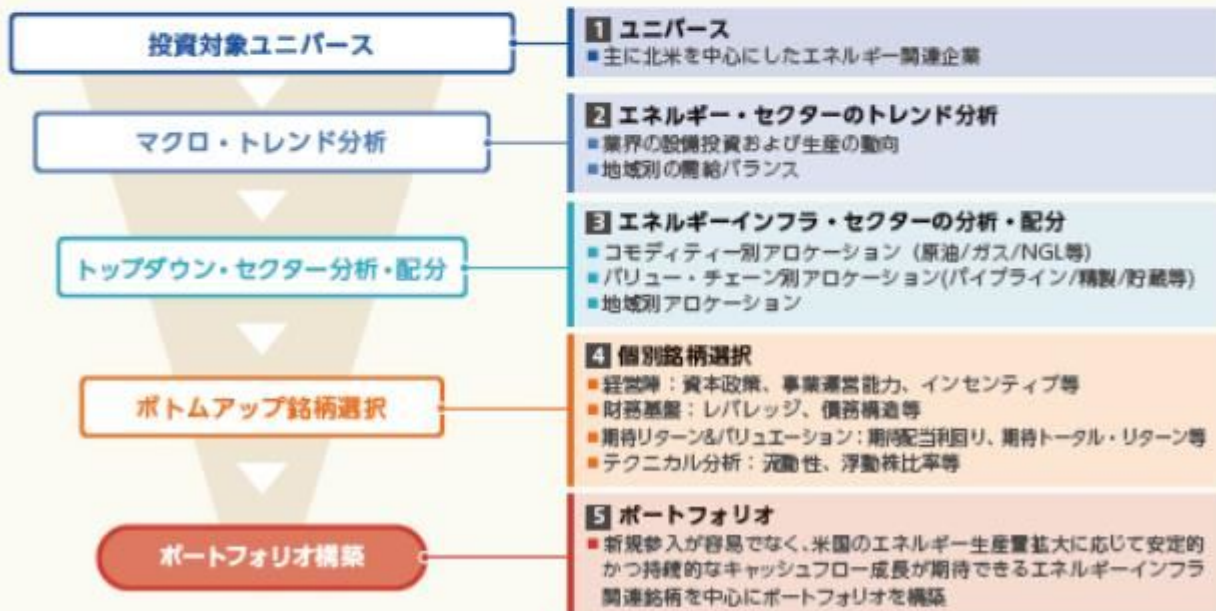 投資対象ユニバース
1 ユニバース
■主に北米を中心にしたエネルギー関連企業
マクロ・トレンド分析
2 エネルギー・セクターのトレンド分析
■業界の設備投資および生産の動向
■地域別の需給バランス
トップダウン・セクター分析・配分
3 エネルギーインフラ・セクターの分析・配分
■コモディティー別アロケーション（原油/ガス/NGL等）
■バリュー・チェーン別アロケーション(パイプライン/精製/貯蔵等)
■地域別アロケーション
ボトムアップ銘柄選択
4 個別銘柄選択
■経営陣：資本政策、事業運営能力、インセンティブ等
■財務基盤：レバレッジ、債務構造等
■期待リターン&バリュエーション：期待配当利回り、期待トータル・リターン等
■テクニカル分析：流動性、浮動株比率等
ポートフォリオ構築
5 ポートフォリオ
■新規参入が容易でなく、米国のエネルギー生産量拡大に応じて安定的
かつ持続的なキャッシュフロー成長が期待できるエネルギーインフラ
関連銘柄を中心にポートフォリオを構築